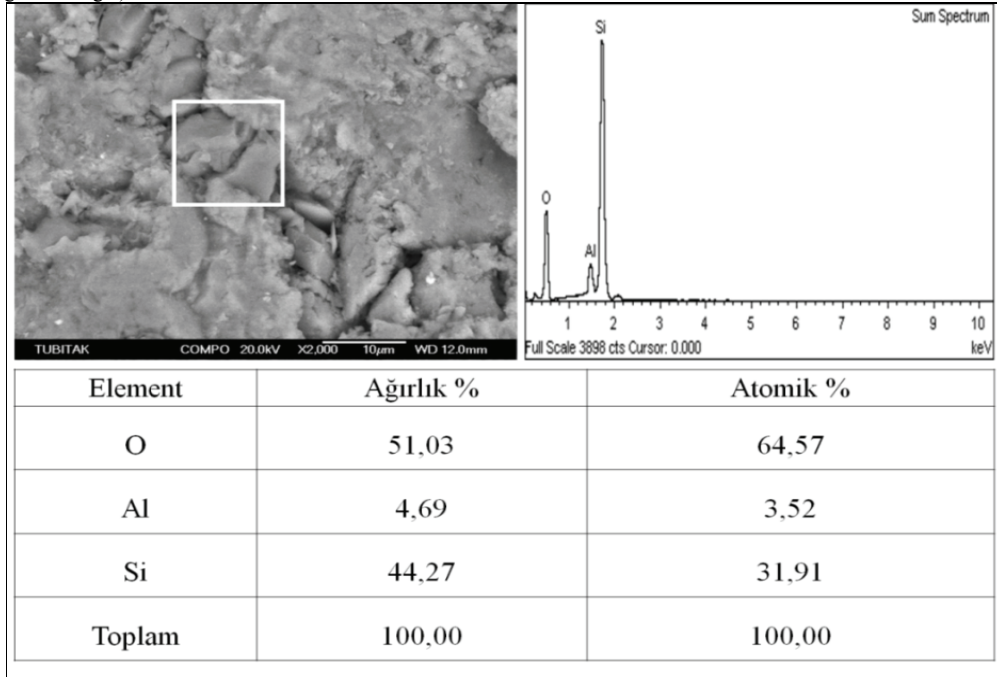 Sum Spectrum
Si
O
Al
1 2 3 4 5 6 7 8 9 10
Full Scale 3898 cts Cursor: 0.000 keV
TUBITAK COMPO 20.0kV X2,000 10µm WD 12.0mm
Element Ağırlık % Atomik %
O 51,03 64,57
Al 4,69 3,52
Si 44,27 31,91
Toplam 100,00 100,00